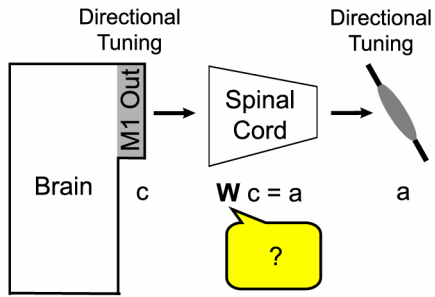 Directional
Tuning
M1 Out
Brain
c
Spinal
Cord
W c = a
?
Directional
Tuning
a